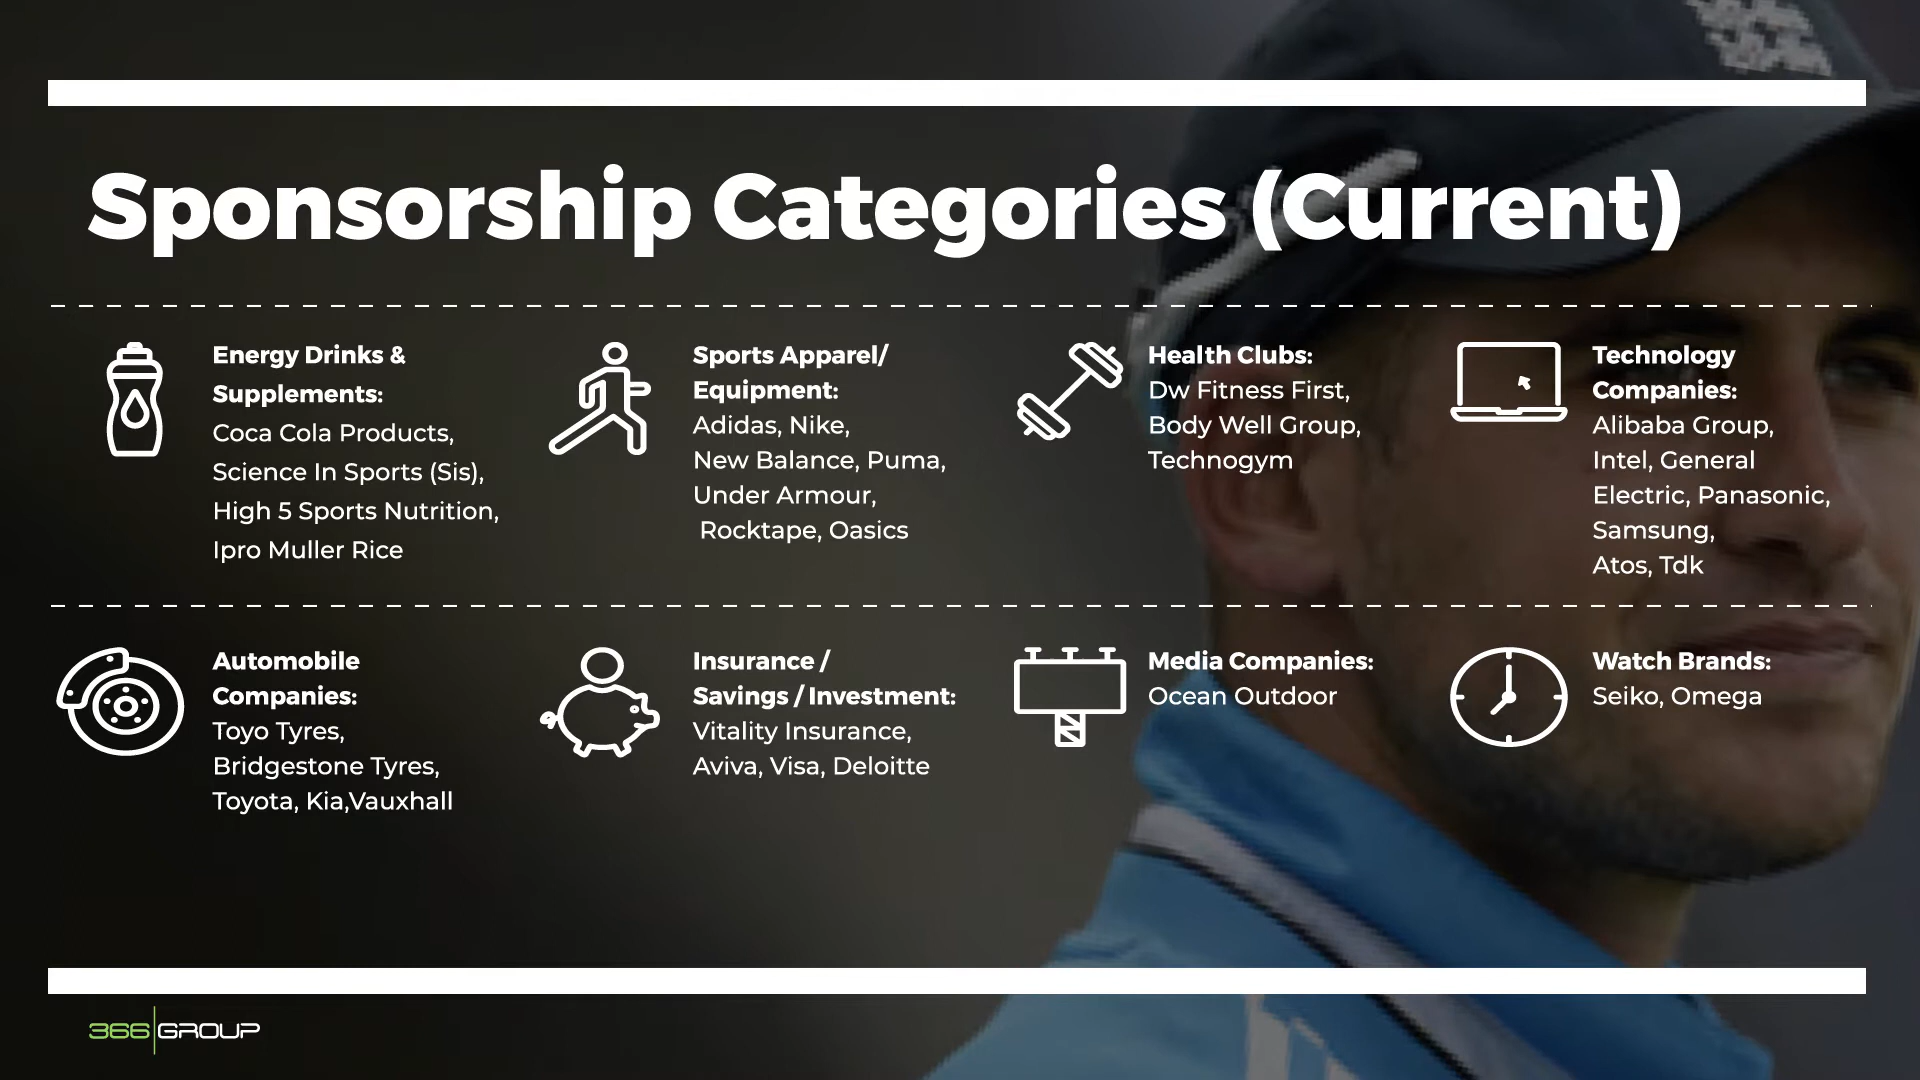 Sponsorship Categories (Current)
Energy Drinks &
Supplements:
Coca Cola Products,
Science In Sports (Sis),
High 5 Sports Nutrition,
Ipro Muller Rice
Sports Apparel/
Equipment:
Adidas, Nike,
New Balance, Puma,
Under Armour,
Rocktape, Oasics
Health Clubs:
Dw Fitness First,
Body Well Group,
Technogym
Technology
Companies:
Alibaba Group,
Intel, General
Electric, Panasonic,
Samsung,
Atos, Tdk
Automobile
Companies:
Toyo Tyres,
Bridgestone Tyres,
Toyota, Kia,Vauxhall
Insurance /
Savings / Investment:
Vitality Insurance,
Aviva, Visa, Deloitte
Media Companies:
Ocean Outdoor
Watch Brands:
Seiko, Omega
366|GROUP